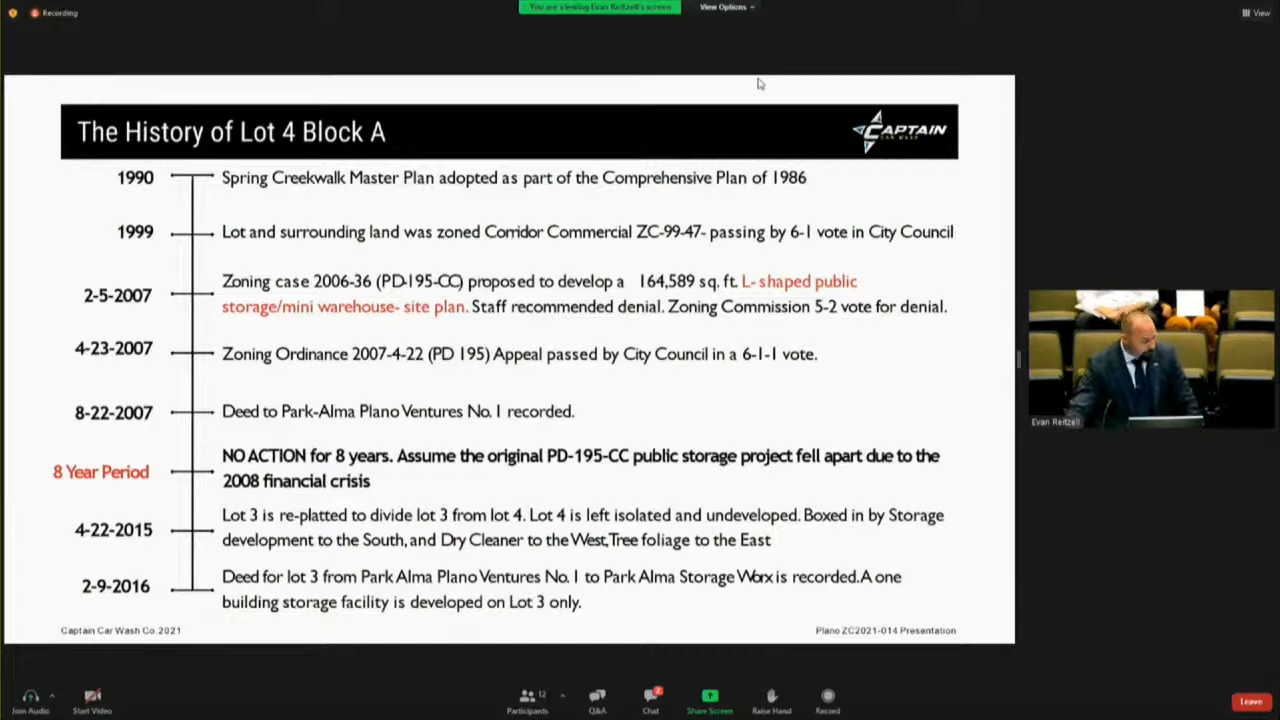 Recording
You are viewing Evan Reitzell's screen
View Options
View
The History of Lot 4 Block A
CAPTAIN
CAR WASH
1990
Spring Creekwalk Master Plan adopted as part of the Comprehensive Plan of 1986
1999
Lot and surrounding land was zoned Corridor Commercial ZC-99-47- passing by 6-1 vote in City Council
2-5-2007
Zoning case 2006-36 (PD-195-CC) proposed to develop a 164,589 sq. ft. L- shaped public
storage/mini warehouse- site plan. Staff recommended denial. Zoning Commission 5-2 vote for denial.
4-23-2007
Zoning Ordinance 2007-4-22 (PD 195) Appeal passed by City Council in a 6-1-1 vote.
8-22-2007
Deed to Park-Alma Plano Ventures No. 1 recorded.
8 Year Period
NO ACTION for 8 years. Assume the original PD-195-CC public storage project fell apart due to the
2008 financial crisis
4-22-2015
Lot 3 is re-platted to divide lot 3 from lot 4. Lot 4 is left isolated and undeveloped. Boxed in by Storage
development to the South, and Dry Cleaner to the West, Tree foliage to the East
2-9-2016
Deed for lot 3 from Park Alma Plano Ventures No. 1 to Park Alma Storage Worx is recorded. A one
building storage facility is developed on Lot 3 only.
Captain Car Wash Co. 2021
Plano ZC2021-014 Presentation
Evan Reitzell
Join Audio
Start Video
12
Participants
Q&A
2
Chat
Share Screen
Raise Hand
Record
Leave